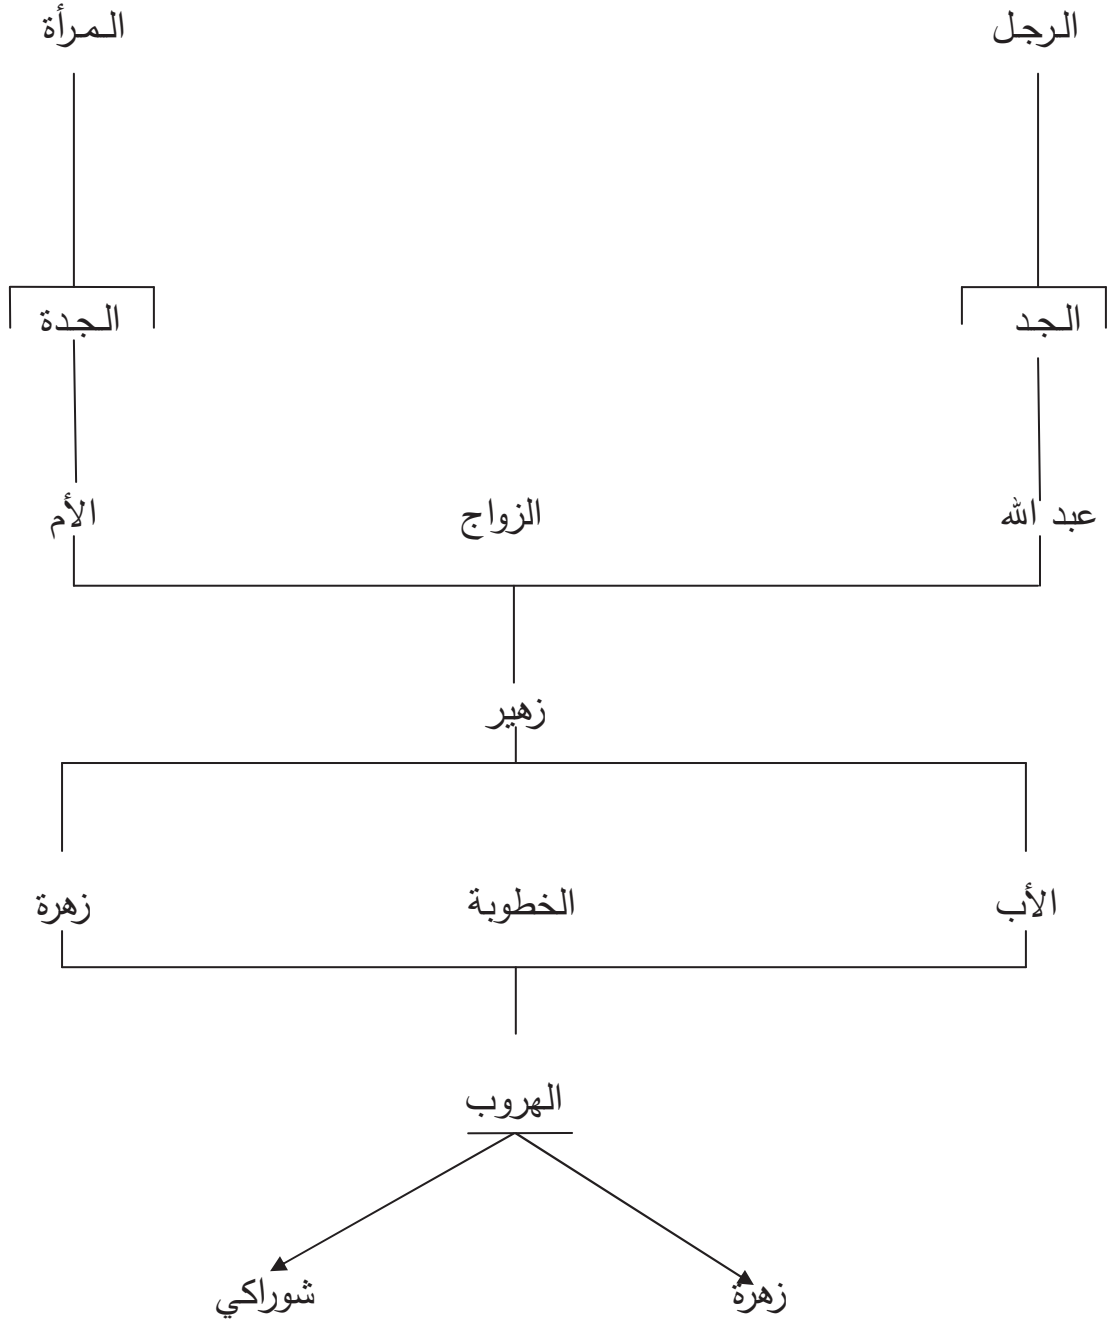 الرجل المرأة
الجد الجدة
عبد الله الزواج الأم
زهير
الأب الخطوبة زهرة
الهروب
زهرة شوراكي